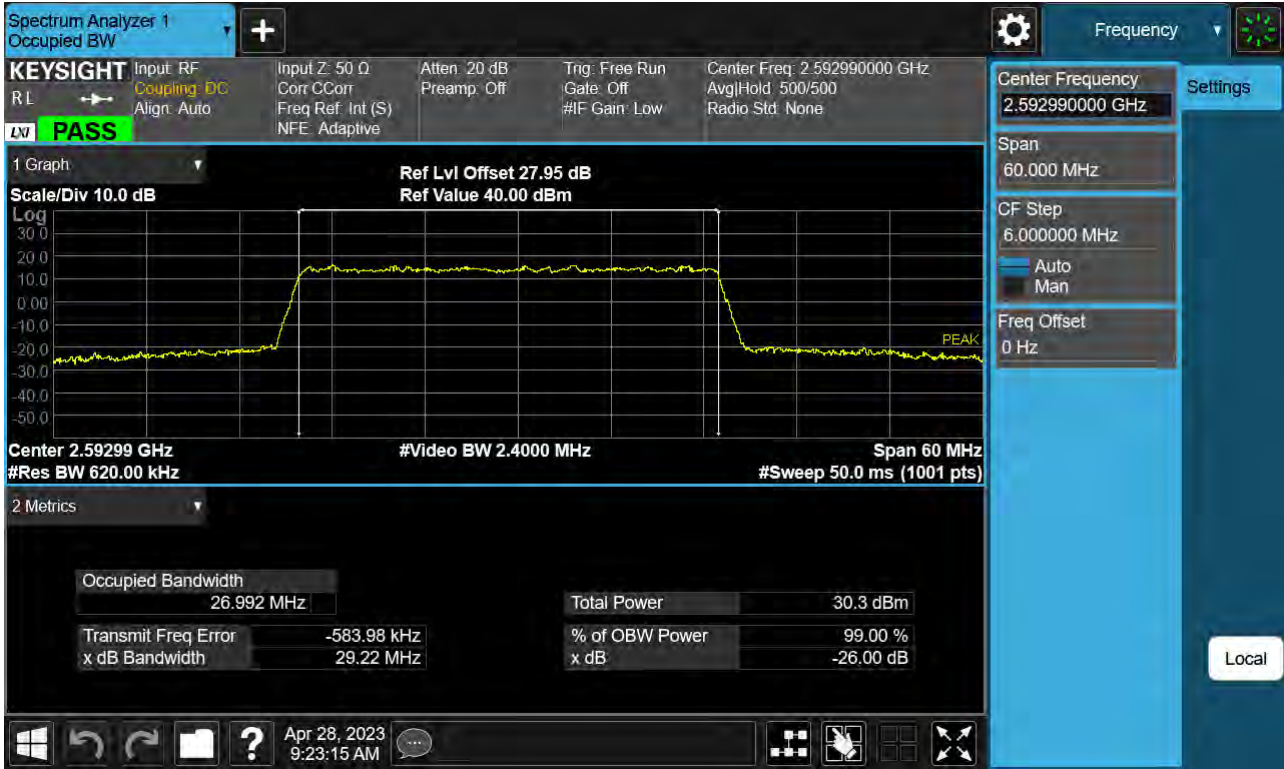 Spectrum Analyzer 1
Occupied BW
Frequency
KEYSIGHT
R L
LXI
PASS
Input: RF
Coupling: DC
Align: Auto
Input Z: 50 Ω
Corr CCorr
Freq Ref: Int (S)
NFE: Adaptive
Atten: 20 dB
Preamp: Off
Trig: Free Run
Gate: Off
#IF Gain: Low
Center Freq: 2.592990000 GHz
Avg|Hold: 500/500
Radio Std: None
Center Frequency
2.592990000 GHz
Settings
Span
60.000 MHz
CF Step
6.000000 MHz
Auto
Man
Freq Offset
0 Hz
Local
1 Graph
Scale/Div 10.0 dB
Ref Lvl Offset 27.95 dB
Ref Value 40.00 dBm
Log
30.0
20.0
10.0
0.00
-10.0
-20.0
-30.0
-40.0
-50.0
PEAK
Center 2.59299 GHz
#Video BW 2.4000 MHz
Span 60 MHz
#Res BW 620.00 kHz
#Sweep 50.0 ms (1001 pts)
2 Metrics
Occupied Bandwidth
26.992 MHz
Total Power 30.3 dBm
Transmit Freq Error -583.98 kHz
% of OBW Power 99.00 %
x dB Bandwidth 29.22 MHz
x dB -26.00 dB
?
Apr 28, 2023
9:23:15 AM